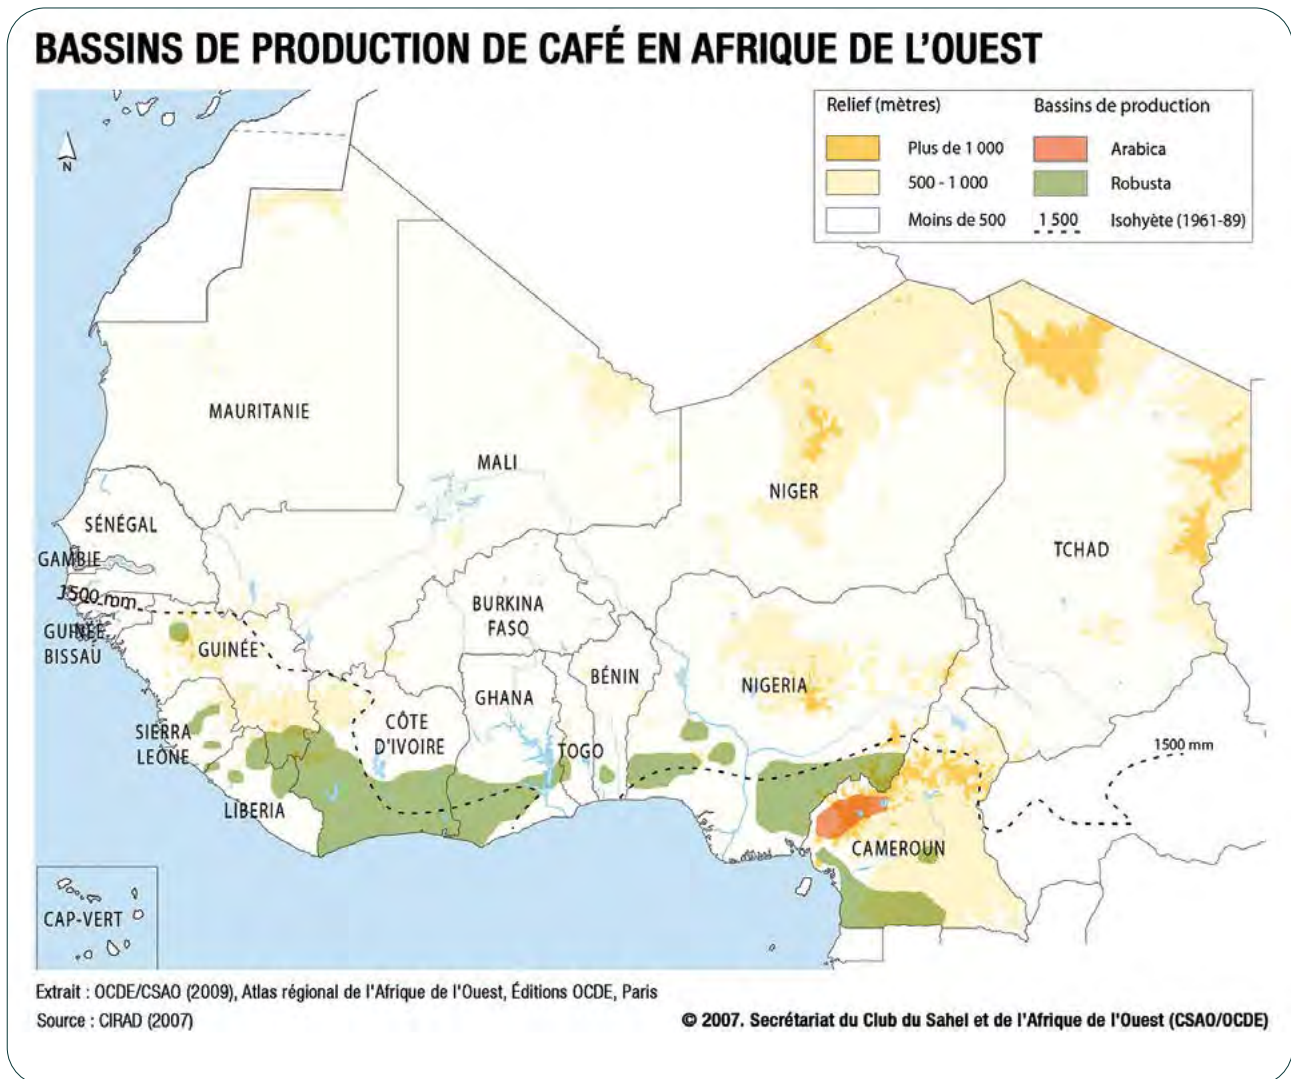 BASSINS DE PRODUCTION DE CAFÉ EN AFRIQUE DE L'OUEST
Relief (mètres)
Bassins de production
Plus de 1 000
Arabica
500 - 1 000
Robusta
Moins de 500
1 500
Isohyète (1961-89)
N
MAURITANIE
MALI
NIGER
TCHAD
SÉNÉGAL
GAMBIE
1500 mm
GUINÉE
BISSAU
GUINÉE
BURKINA
FASO
BÉNIN
NIGERIA
GHANA
CÔTE
D'IVOIRE
TOGO
SIERRA
LEÔNE
LIBERIA
1500 mm
CAMEROUN
CAP-VERT
Extrait : OCDE/CSAO (2009), Atlas régional de l'Afrique de l'Ouest, Éditions OCDE, Paris
Source : CIRAD (2007)
© 2007. Secrétariat du Club du Sahel et de l'Afrique de l'Ouest (CSAO/OCDE)